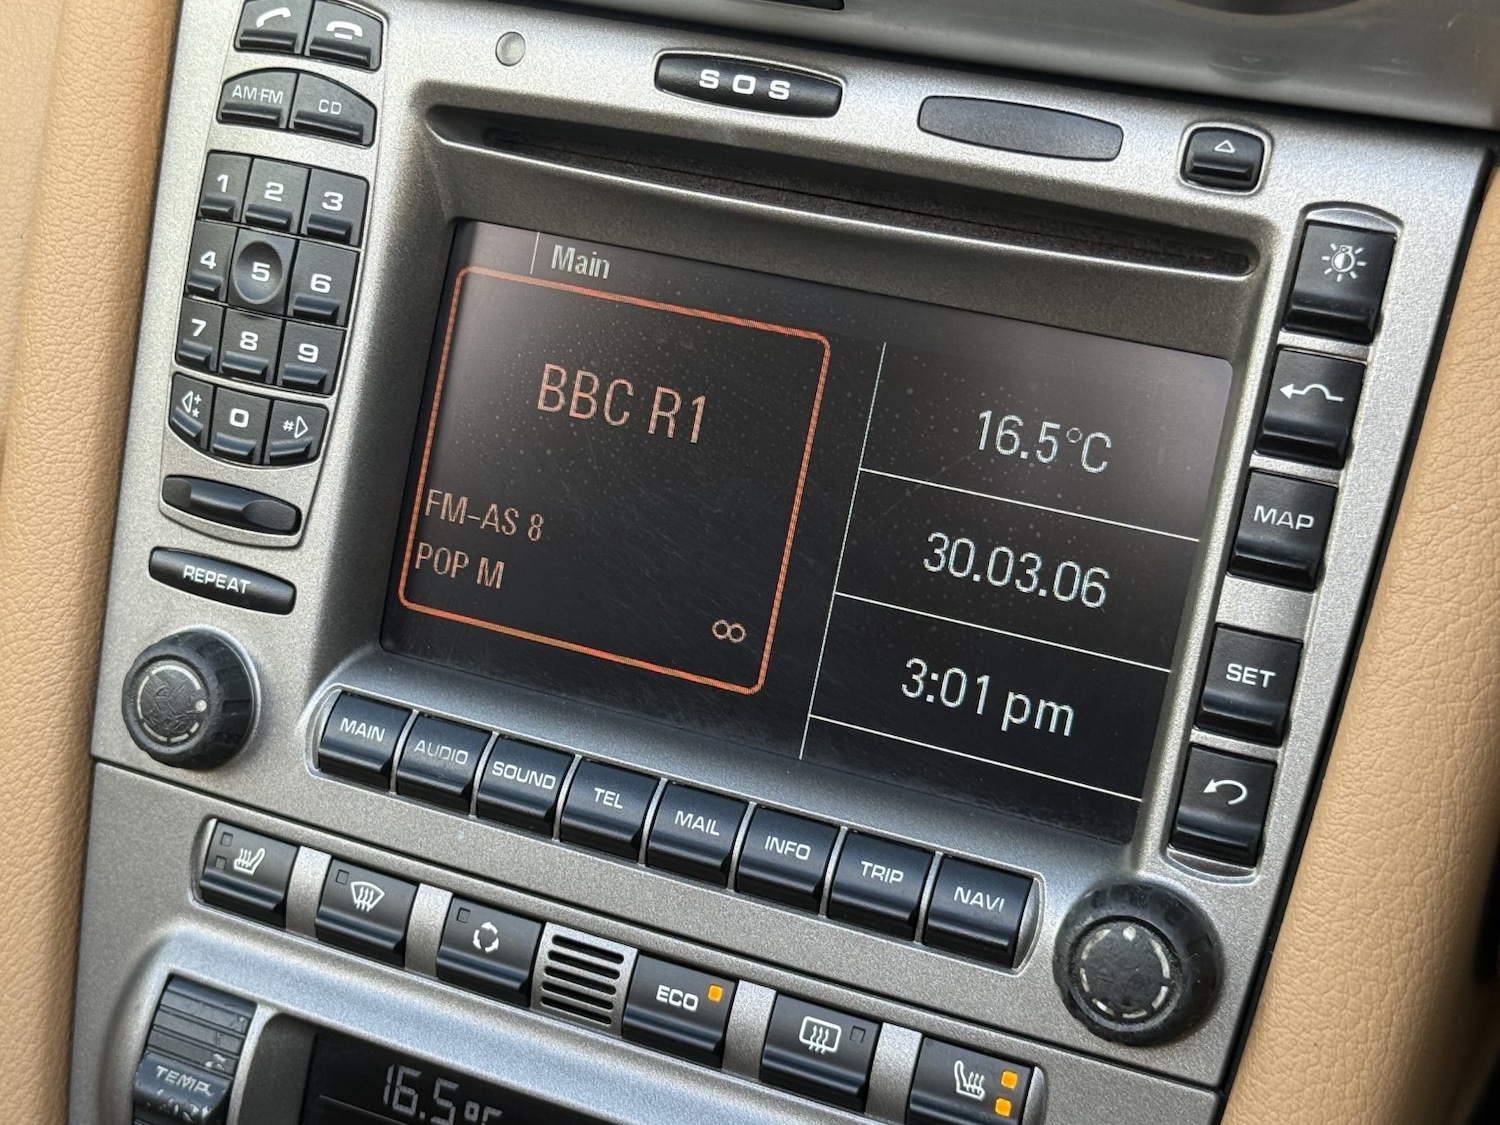 SOS
AM·FM CD
1 2 3
4 5 6
7 8 9
* 0 #
REPEAT
Main
BBC R1
FM-AS 8
POP M
∞
16.5°C
30.03.06
3:01 pm
MAP
SET
MAIN AUDIO SOUND TEL MAIL INFO TRIP NAVI
ECO
TEMP
16.5°C